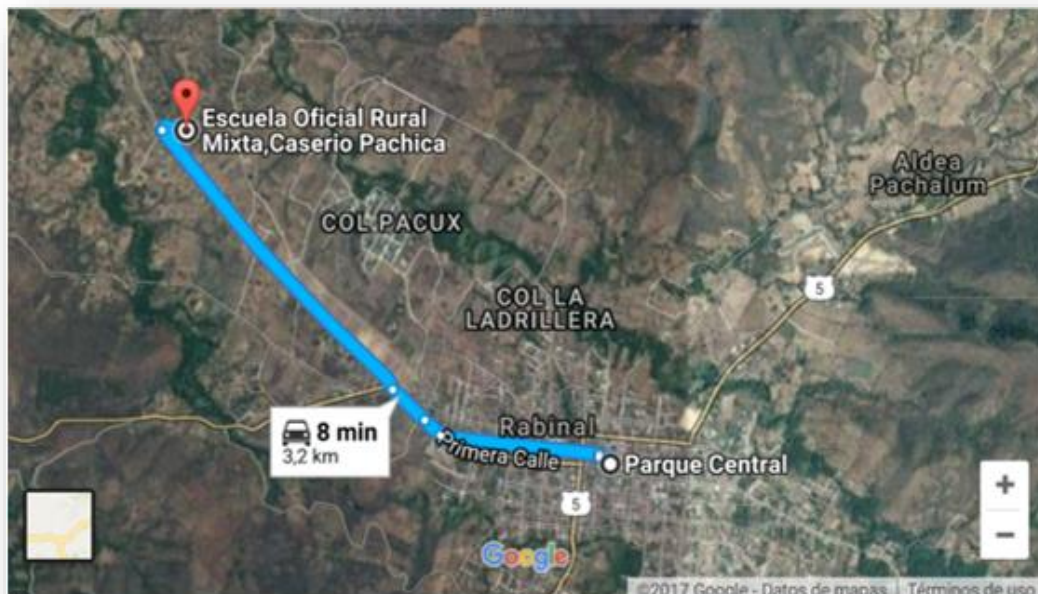 Escuela Oficial Rural
Mixta,Caserio Pachica
Aldea
Pachalum
COL PACUX
5
COL LA
LADRILLERA
8 min
3,2 km
Rabinal
Primera Calle
Parque Central
5
+
−
Google
©2017 Google - Datos de mapas
Términos de uso